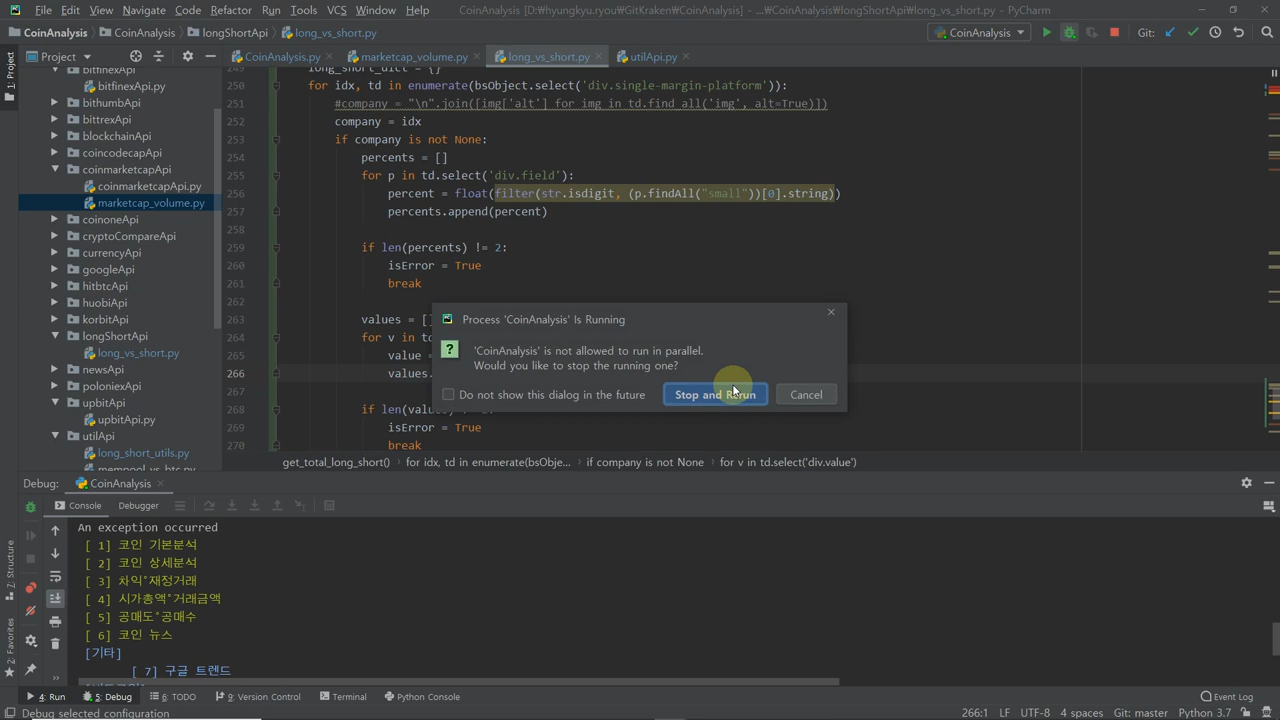 File Edit View Navigate Code Refactor Run Tools VCS Window Help CoinAnalysis [D:₩hyungkyu.ryou₩GitKraken₩CoinAnalysis] - ...₩CoinAnalysis₩longShortApi₩long_vs_short.py - PyCharm
CoinAnalysis CoinAnalysis longShortApi long_vs_short.py CoinAnalysis Git:
1: Project
Project
CoinAnalysis.py marketcap_volume.py long_vs_short.py utilApi.py
bitfinexApi
bitfinexApi.py
bithumbApi
bittrexApi
blockchainApi
coincodecapApi
coinmarketcapApi
coinmarketcapApi.py
marketcap_volume.py
coinoneApi
cryptoCompareApi
currencyApi
googleApi
hitbtcApi
huobiApi
korbitApi
longShortApi
long_vs_short.py
newsApi
poloniexApi
upbitApi
upbitApi.py
utilApi
long_short_utils.py
mempool_vs_btc.py
249 long_short_dict = {}
250 for idx, td in enumerate(bsObject.select('div.single-margin-platform')):
251 #company = "\n".join([img['alt'] for img in td.find_all('img', alt=True)])
252 company = idx
253 if company is not None:
254 percents = []
255 for p in td.select('div.field'):
256 percent = float(filter(str.isdigit, (p.findAll("small"))[0].string))
257 percents.append(percent)
258
259 if len(percents) != 2:
260 isError = True
261 break
262
263 values = []
264 for v in td
265 value =
266 values.
267
268 if len(valu
269 isError = True
270 break
Process 'CoinAnalysis' Is Running
?
'CoinAnalysis' is not allowed to run in parallel.
Would you like to stop the running one?
Do not show this dialog in the future Stop and Rerun Cancel
get_total_long_short() for idx, td in enumerate(bsObje... if company is not None for v in td.select('div.value')
Debug: CoinAnalysis
Console Debugger
An exception occurred
[ 1] 코인 기본분석
[ 2] 코인 상세분석
[ 3] 차익°재정거래
[ 4] 시가총액°거래금액
[ 5] 공매도°공매수
[ 6] 코인 뉴스
[기타]
[ 7] 구글 트렌드
7: Structure
2: Favorites
4: Run 5: Debug 6: TODO 9: Version Control Terminal Python Console Event Log
Debug selected configuration 266:1 LF UTF-8 4 spaces Git: master Python 3.7